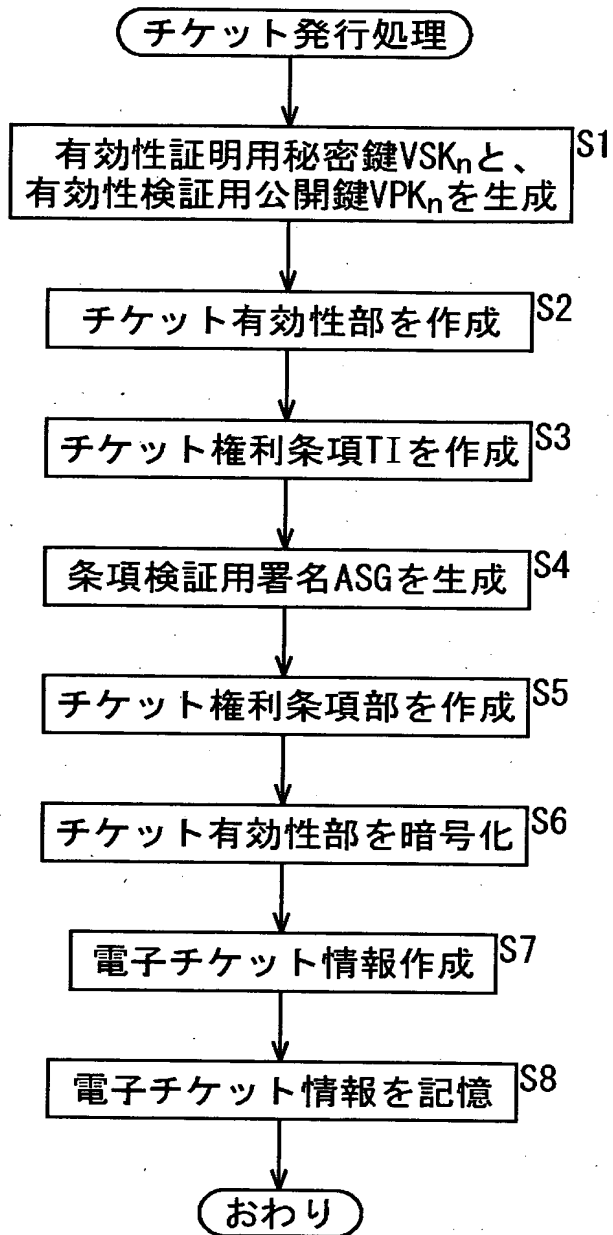 チケット発行処理
有効性証明用秘密鍵VSKnと、
有効性検証用公開鍵VPKnを生成
S1
チケット有効性部を作成
S2
チケット権利条項TIを作成
S3
条項検証用署名ASGを生成
S4
チケット権利条項部を作成
S5
チケット有効性部を暗号化
S6
電子チケット情報作成
S7
電子チケット情報を記憶
S8
おわり